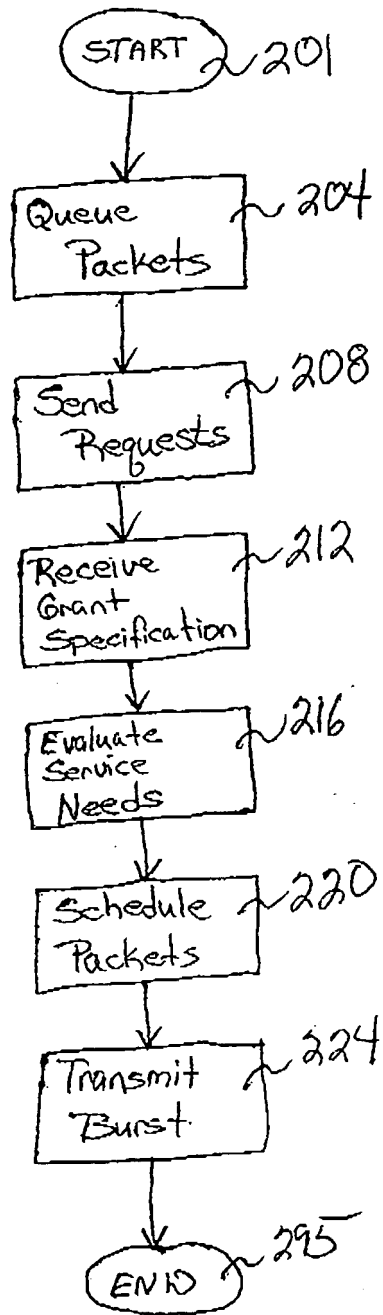 START
201
Queue
Packets
204
Send
Requests
208
Receive
Grant
Specification
212
Evaluate
Service
Needs
216
Schedule
Packets
220
Transmit
Burst
224
END
295